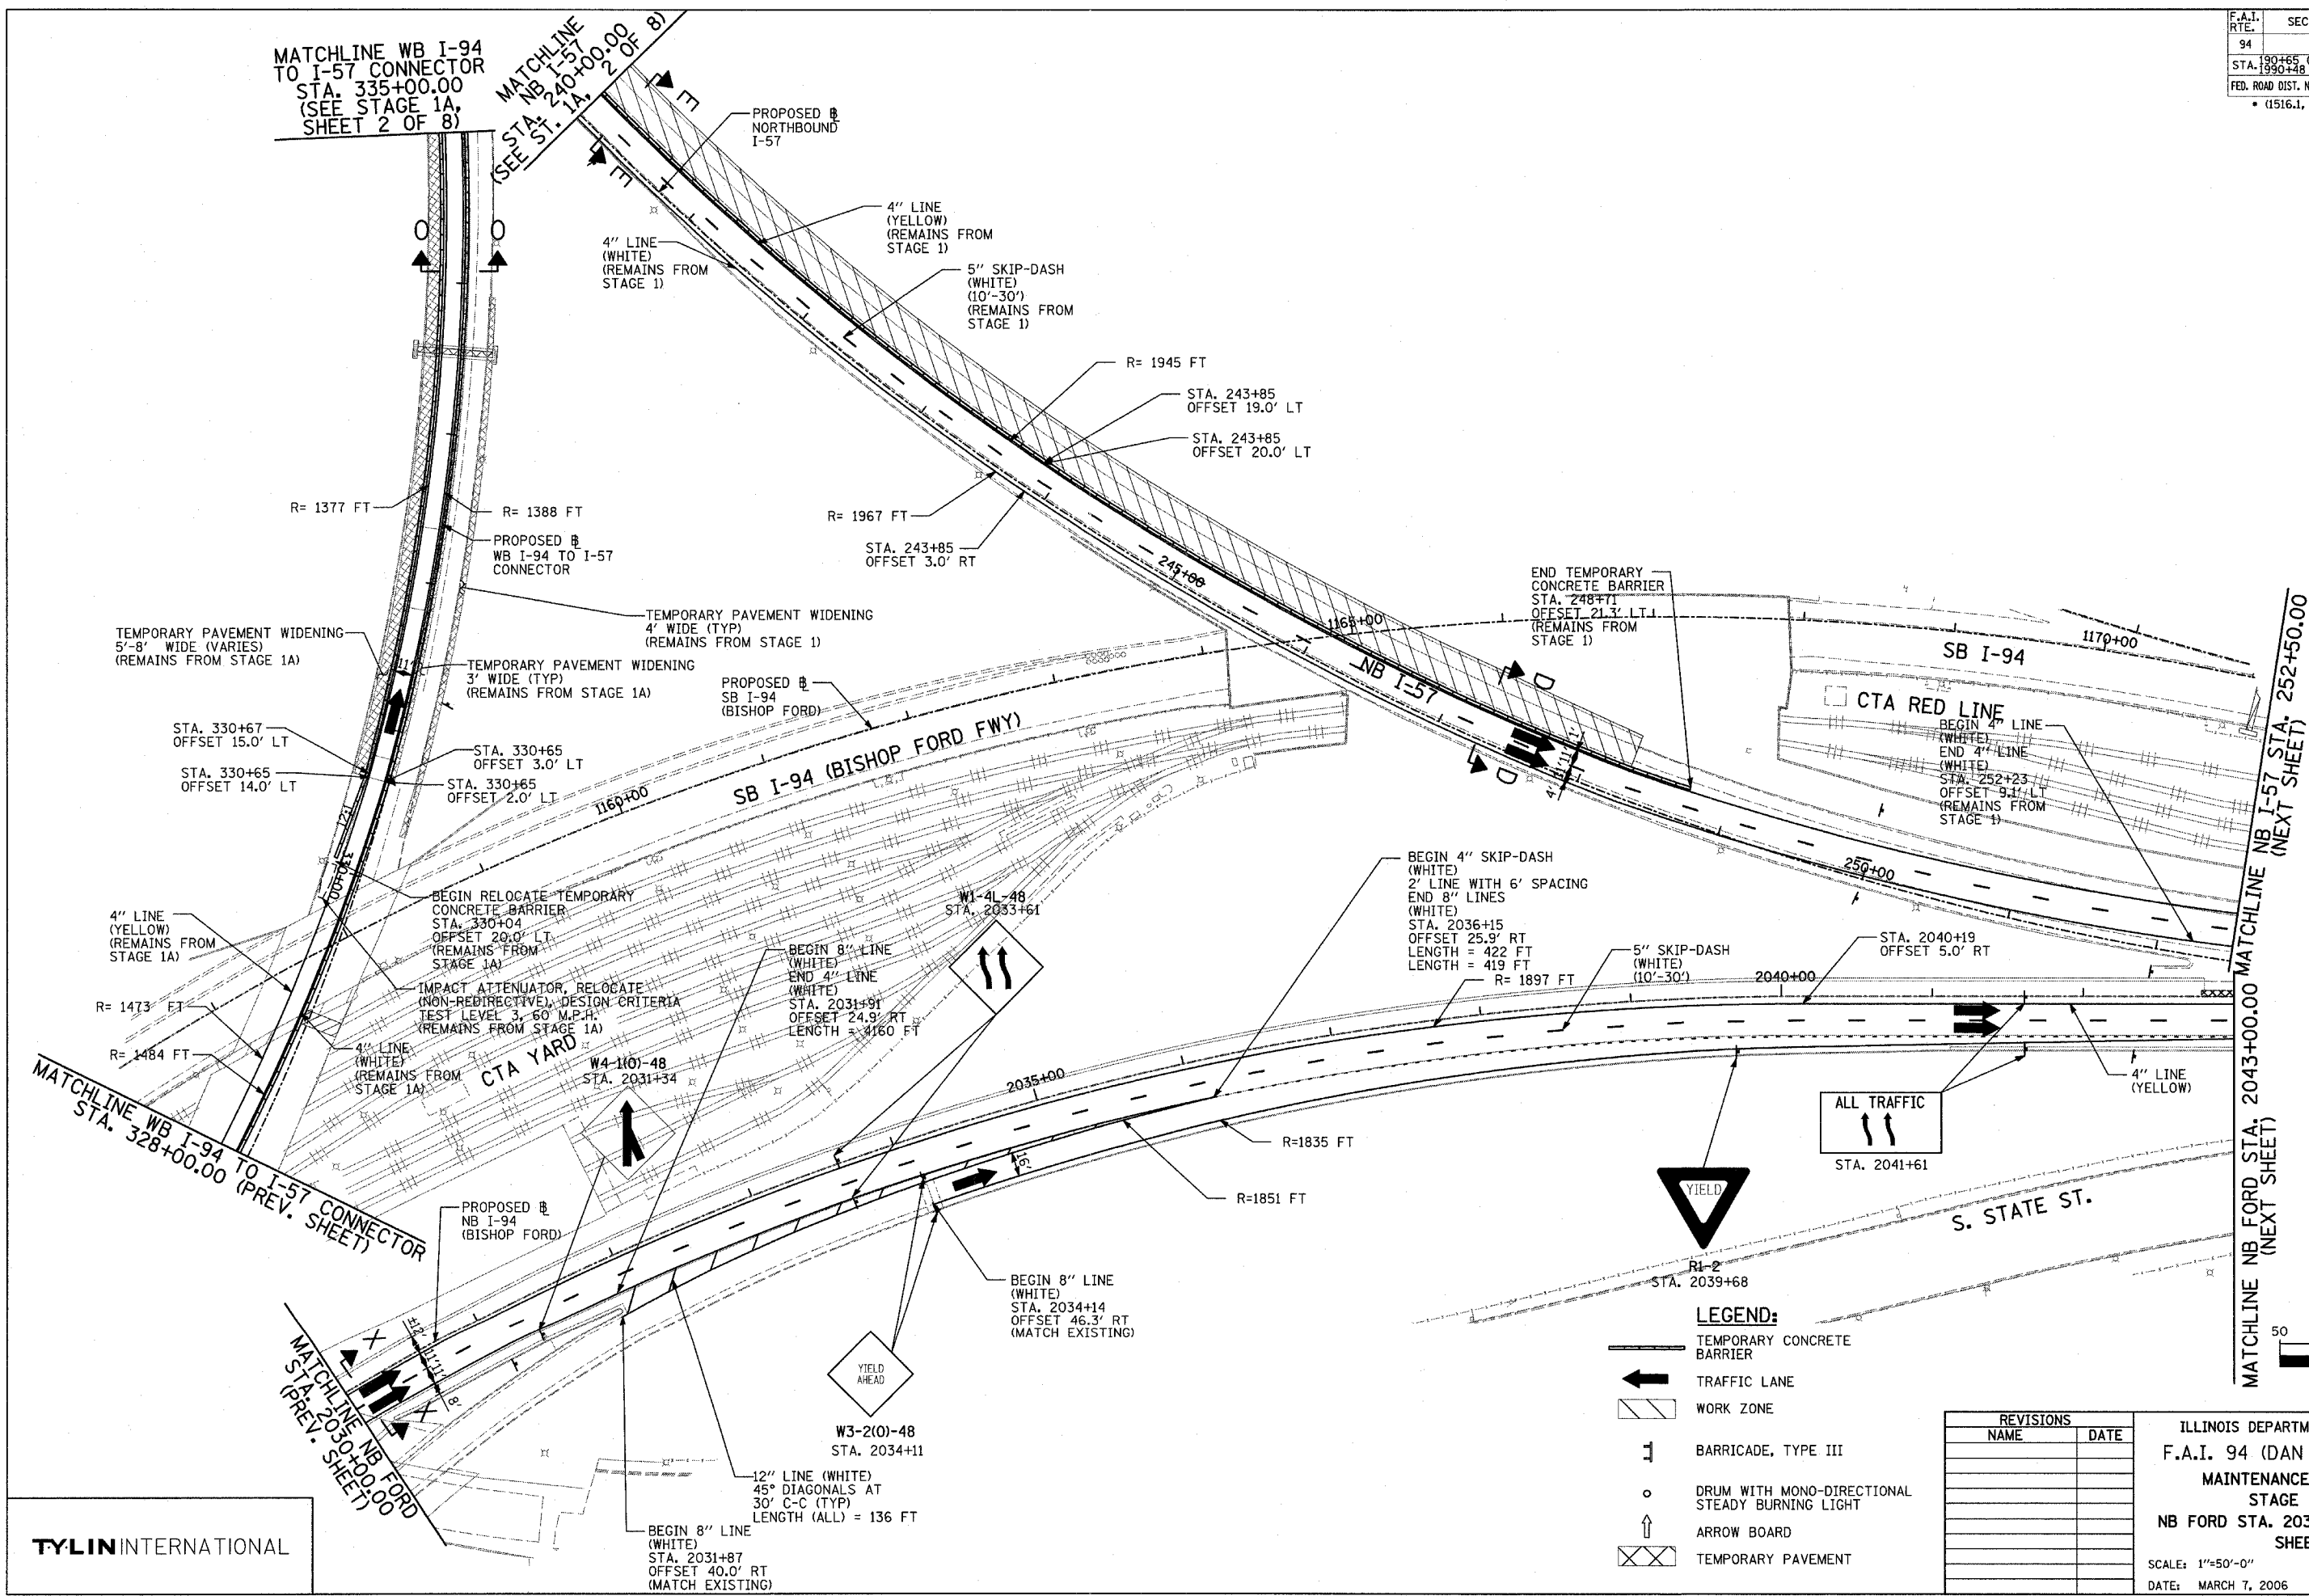 MATCHLINE WB I-94
TO I-57 CONNECTOR
STA. 335+00.00
(SEE STAGE 1A,
SHEET 2 OF 8)
MATCHLINE
NB I-57
STA. 240+00.00
(SEE ST. 1A, 2 OF 8)
F.A.I.
RTE.
SEC
94
STA. 190+65
1990+48
FED. ROAD DIST. N
* (1516.1,
E
E
PROPOSED ℄
NORTHBOUND
I-57
4" LINE
(YELLOW)
(REMAINS FROM
STAGE 1)
4" LINE
(WHITE)
(REMAINS FROM
STAGE 1)
5" SKIP-DASH
(WHITE)
(10'-30')
(REMAINS FROM
STAGE 1)
O O
R= 1945 FT
STA. 243+85
OFFSET 19.0' LT
STA. 243+85
OFFSET 20.0' LT
R= 1967 FT
STA. 243+85
OFFSET 3.0' RT
R= 1377 FT
R= 1388 FT
PROPOSED ℄
WB I-94 TO I-57
CONNECTOR
245+00
END TEMPORARY
CONCRETE BARRIER
STA. 248+71
OFFSET 21.3' LT
(REMAINS FROM
STAGE 1)
TEMPORARY PAVEMENT WIDENING
4' WIDE (TYP)
(REMAINS FROM STAGE 1)
TEMPORARY PAVEMENT WIDENING
5'-8' WIDE (VARIES)
(REMAINS FROM STAGE 1A)
11'
TEMPORARY PAVEMENT WIDENING
3' WIDE (TYP)
(REMAINS FROM STAGE 1A)
PROPOSED ℄
SB I-94
(BISHOP FORD)
1165+00
1170+00
SB I-94
NB I-57
D
D
CTA RED LINE
BEGIN 4" LINE
(WHITE)
END 4" LINE
(WHITE)
STA. 252+23
OFFSET 9.1' LT
(REMAINS FROM
STAGE 1)
MATCHLINE NB I-57 STA. 252+50.00
(NEXT SHEET)
STA. 330+67
OFFSET 15.0' LT
STA. 330+65
OFFSET 14.0' LT
STA. 330+65
OFFSET 3.0' LT
STA. 330+65
OFFSET 2.0' LT
SB I-94 (BISHOP FORD FWY)
1160+00
12:1
330+00
4' 11' 11' 1'
250+00
4" LINE
(YELLOW)
(REMAINS FROM
STAGE 1A)
BEGIN RELOCATE TEMPORARY
CONCRETE BARRIER
STA. 330+04
OFFSET 20.0' LT
(REMAINS FROM
STAGE 1A)
IMPACT ATTENUATOR, RELOCATE
(NON-REDIRECTIVE), DESIGN CRITERIA
TEST LEVEL 3, 60 M.P.H.
(REMAINS FROM STAGE 1A)
BEGIN 8" LINE
(WHITE)
END 4" LINE
(WHITE)
STA. 2031+91
OFFSET 24.9' RT
LENGTH = 4160 FT
W1-4L-48
STA. 2033+61
BEGIN 4" SKIP-DASH
(WHITE)
2' LINE WITH 6' SPACING
END 8" LINES
(WHITE)
STA. 2036+15
OFFSET 25.9' RT
LENGTH = 422 FT
LENGTH = 419 FT
R= 1897 FT
5" SKIP-DASH
(WHITE)
(10'-30')
STA. 2040+19
OFFSET 5.0' RT
2040+00
R= 1473 FT
R= 1484 FT
4" LINE
(WHITE)
(REMAINS FROM
STAGE 1A)
CTA YARD
W4-1(O)-48
STA. 2031+34
2035+00
4" LINE
(YELLOW)
MATCHLINE WB I-94 TO I-57 CONNECTOR
STA. 328+00.00 (PREV. SHEET)
ALL TRAFFIC
STA. 2041+61
R=1835 FT
16'
R=1851 FT
YIELD
R1-2
STA. 2039+68
S. STATE ST.
MATCHLINE NB FORD STA. 2043+00.00
(NEXT SHEET)
PROPOSED ℄
NB I-94
(BISHOP FORD)
BEGIN 8" LINE
(WHITE)
STA. 2034+14
OFFSET 46.3' RT
(MATCH EXISTING)
X
X
±12' 11' 11' 8'
MATCHLINE NB FORD
STA. 2030+00.00
(PREV. SHEET)
YIELD
AHEAD
W3-2(O)-48
STA. 2034+11
12" LINE (WHITE)
45° DIAGONALS AT
30' C-C (TYP)
LENGTH (ALL) = 136 FT
BEGIN 8" LINE
(WHITE)
STA. 2031+87
OFFSET 40.0' RT
(MATCH EXISTING)
LEGEND:
TEMPORARY CONCRETE
BARRIER
TRAFFIC LANE
WORK ZONE
BARRICADE, TYPE III
DRUM WITH MONO-DIRECTIONAL
STEADY BURNING LIGHT
ARROW BOARD
TEMPORARY PAVEMENT
50
REVISIONS
NAME DATE
ILLINOIS DEPARTM
F.A.I. 94 (DAN
MAINTENANCE
STAGE
NB FORD STA. 203
SHEE
SCALE: 1"=50'-0"
DATE: MARCH 7, 2006
TY·LIN INTERNATIONAL